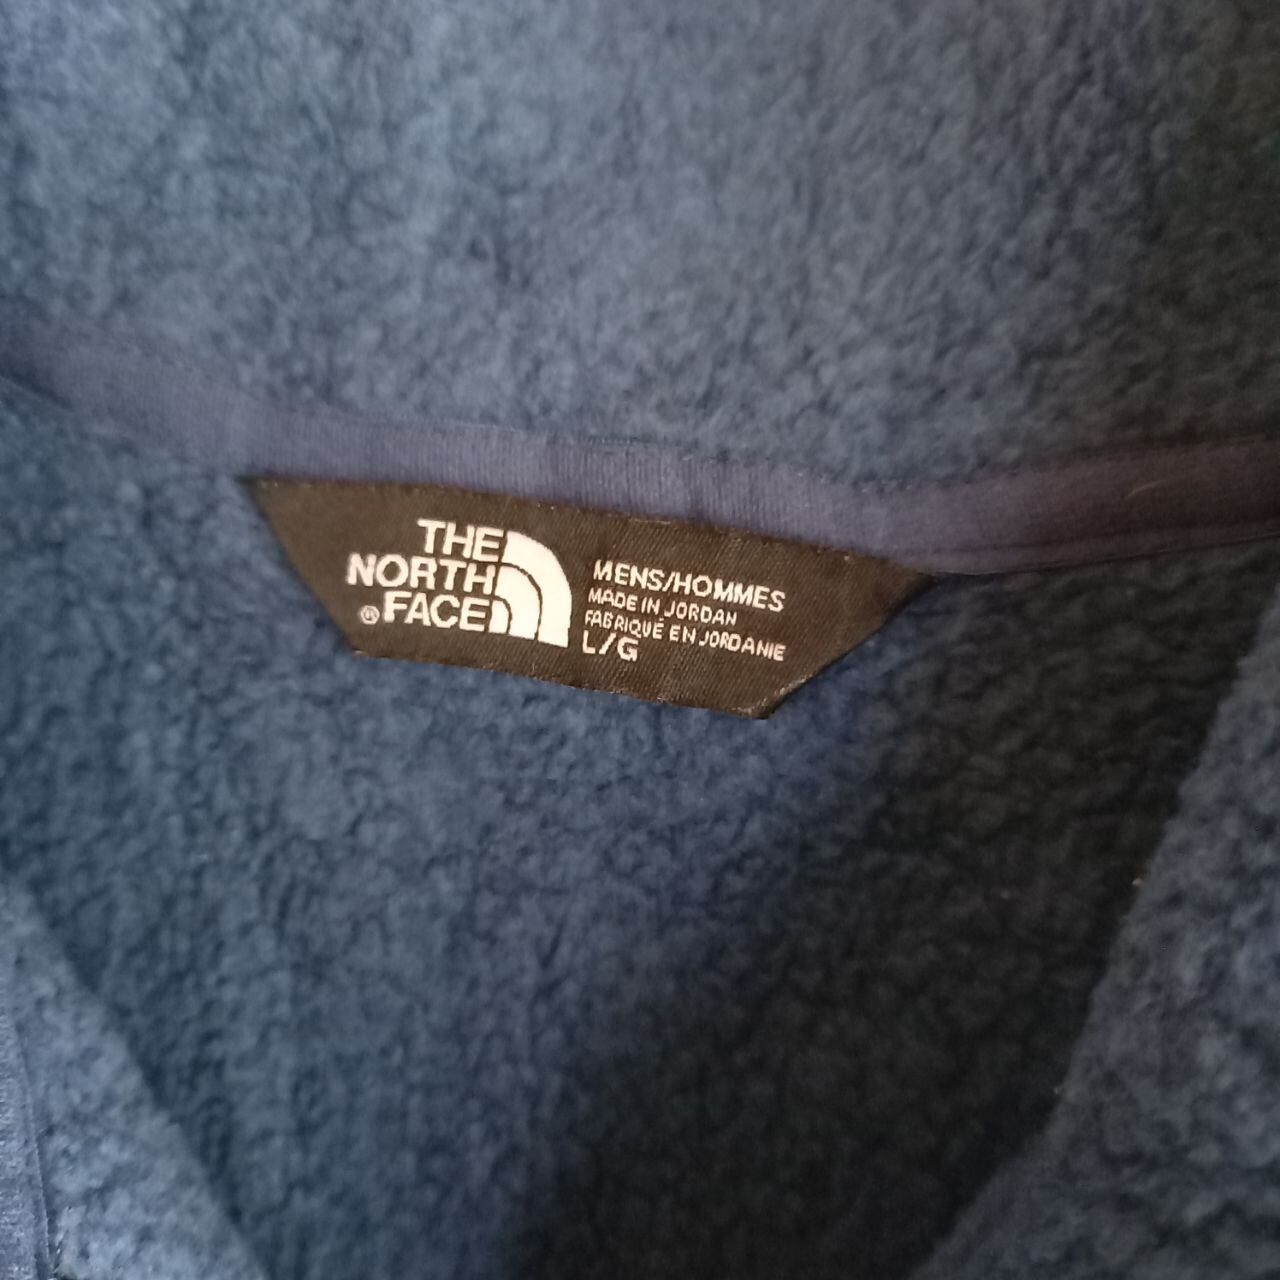 THE
NORTH
® FACE
MENS/HOMMES
MADE IN JORDAN
FABRIQUÉ EN JORDANIE
L/G